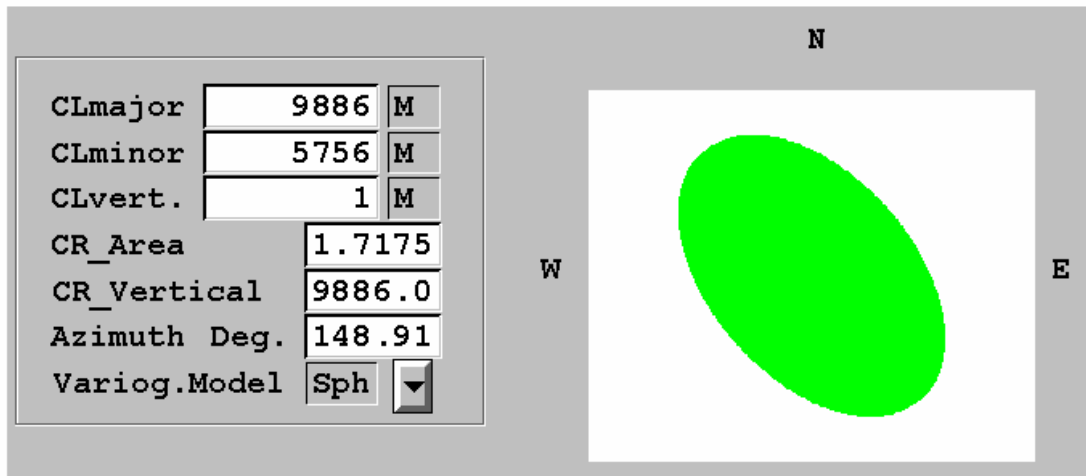 N
CLmajor 9886 M
CLminor 5756 M
CLvert. 1 M
CR_Area 1.7175
CR_Vertical 9886.0
Azimuth Deg. 148.91
Variog.Model Sph
W
E